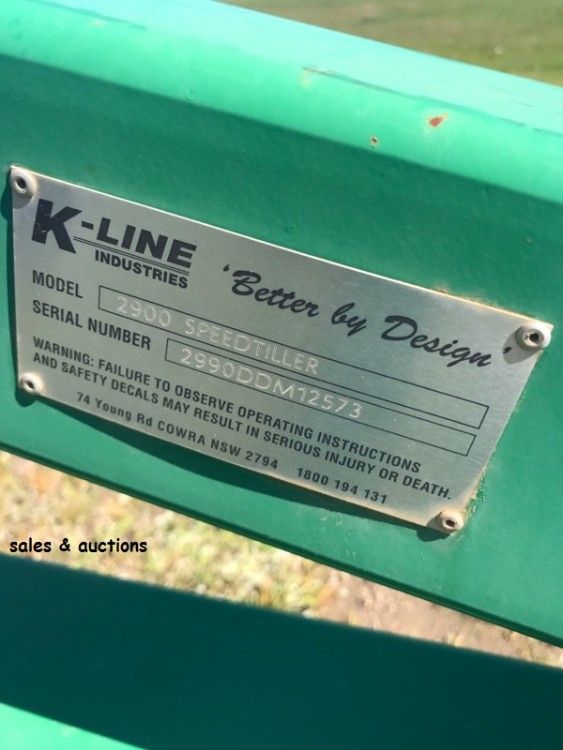 K-LINE
INDUSTRIES
'Better by Design'
MODEL 2900 SPEEDTILLER
SERIAL NUMBER 2990DDM12573
WARNING: FAILURE TO OBSERVE OPERATING INSTRUCTIONS
AND SAFETY DECALS MAY RESULT IN SERIOUS INJURY OR DEATH.
74 Young Rd COWRA NSW 2794 1800 194 131
sales & auctions